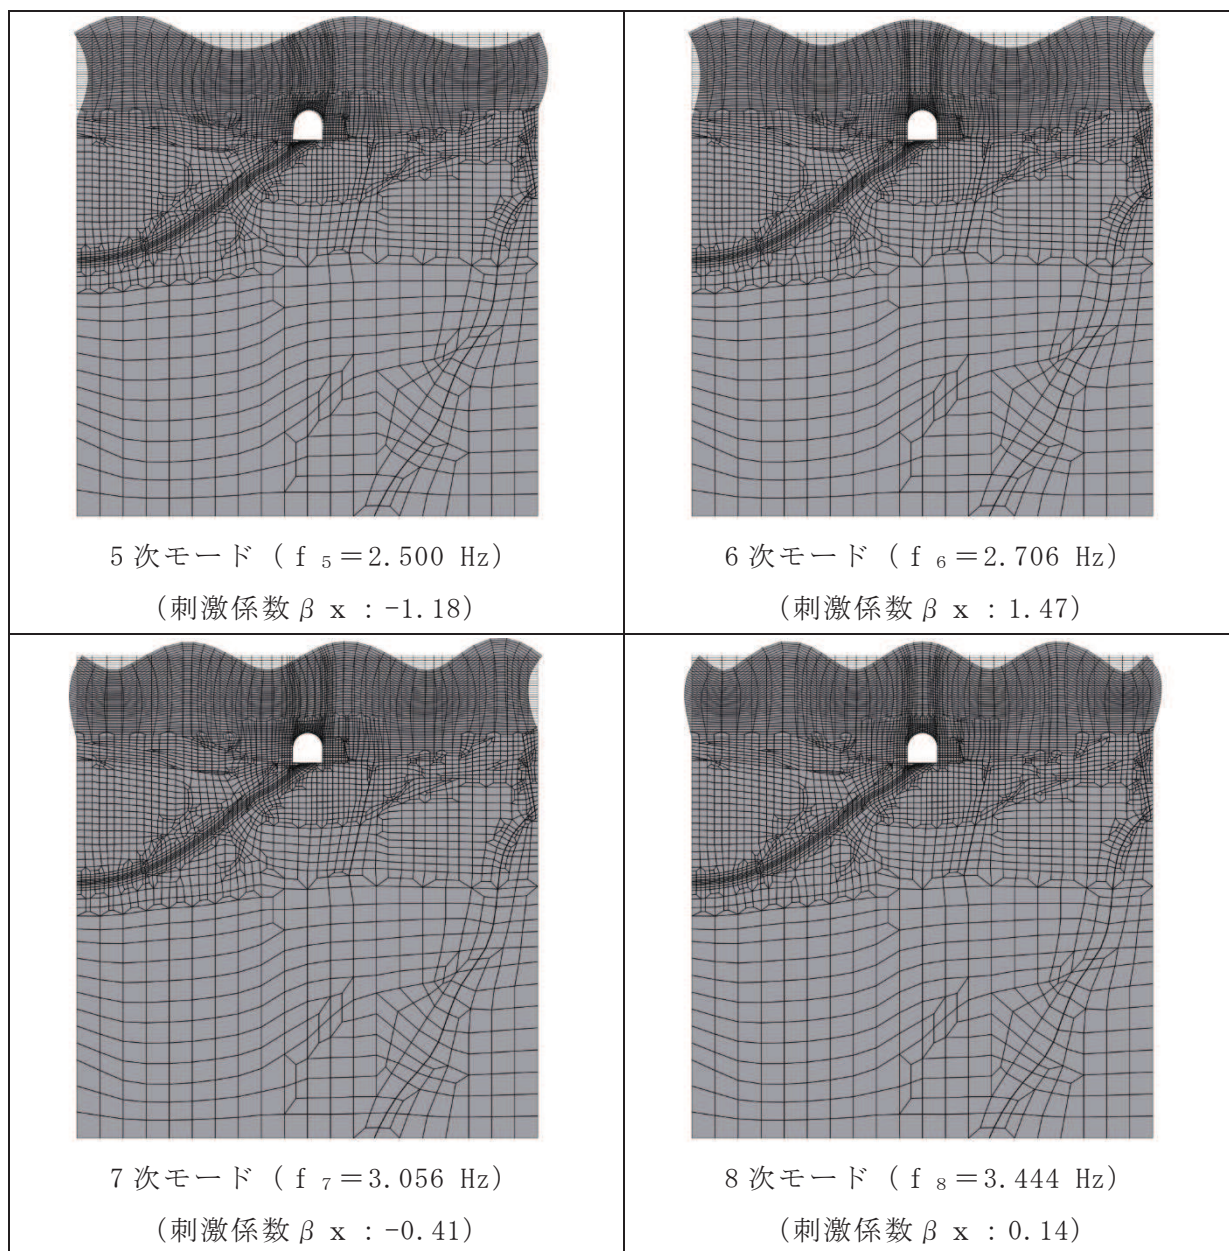 5次モード（ｆ₅＝2.500 Hz）
（刺激係数βｘ：-1.18）
6次モード（ｆ₆＝2.706 Hz）
（刺激係数βｘ：1.47）
7次モード（ｆ₇＝3.056 Hz）
（刺激係数βｘ：-0.41）
8次モード（ｆ₈＝3.444 Hz）
（刺激係数βｘ：0.14）